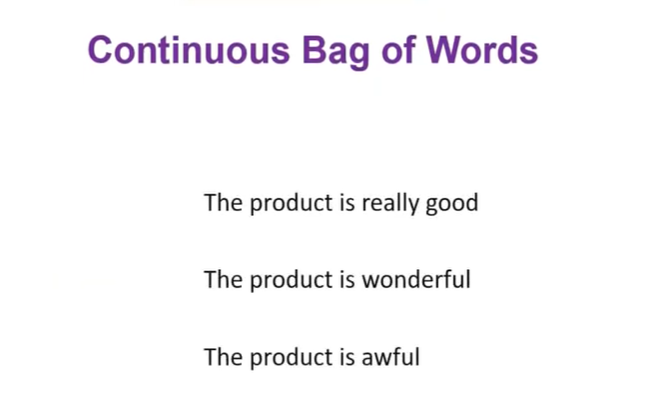 Continuous Bag of Words
The product is really good
The product is wonderful
The product is awful